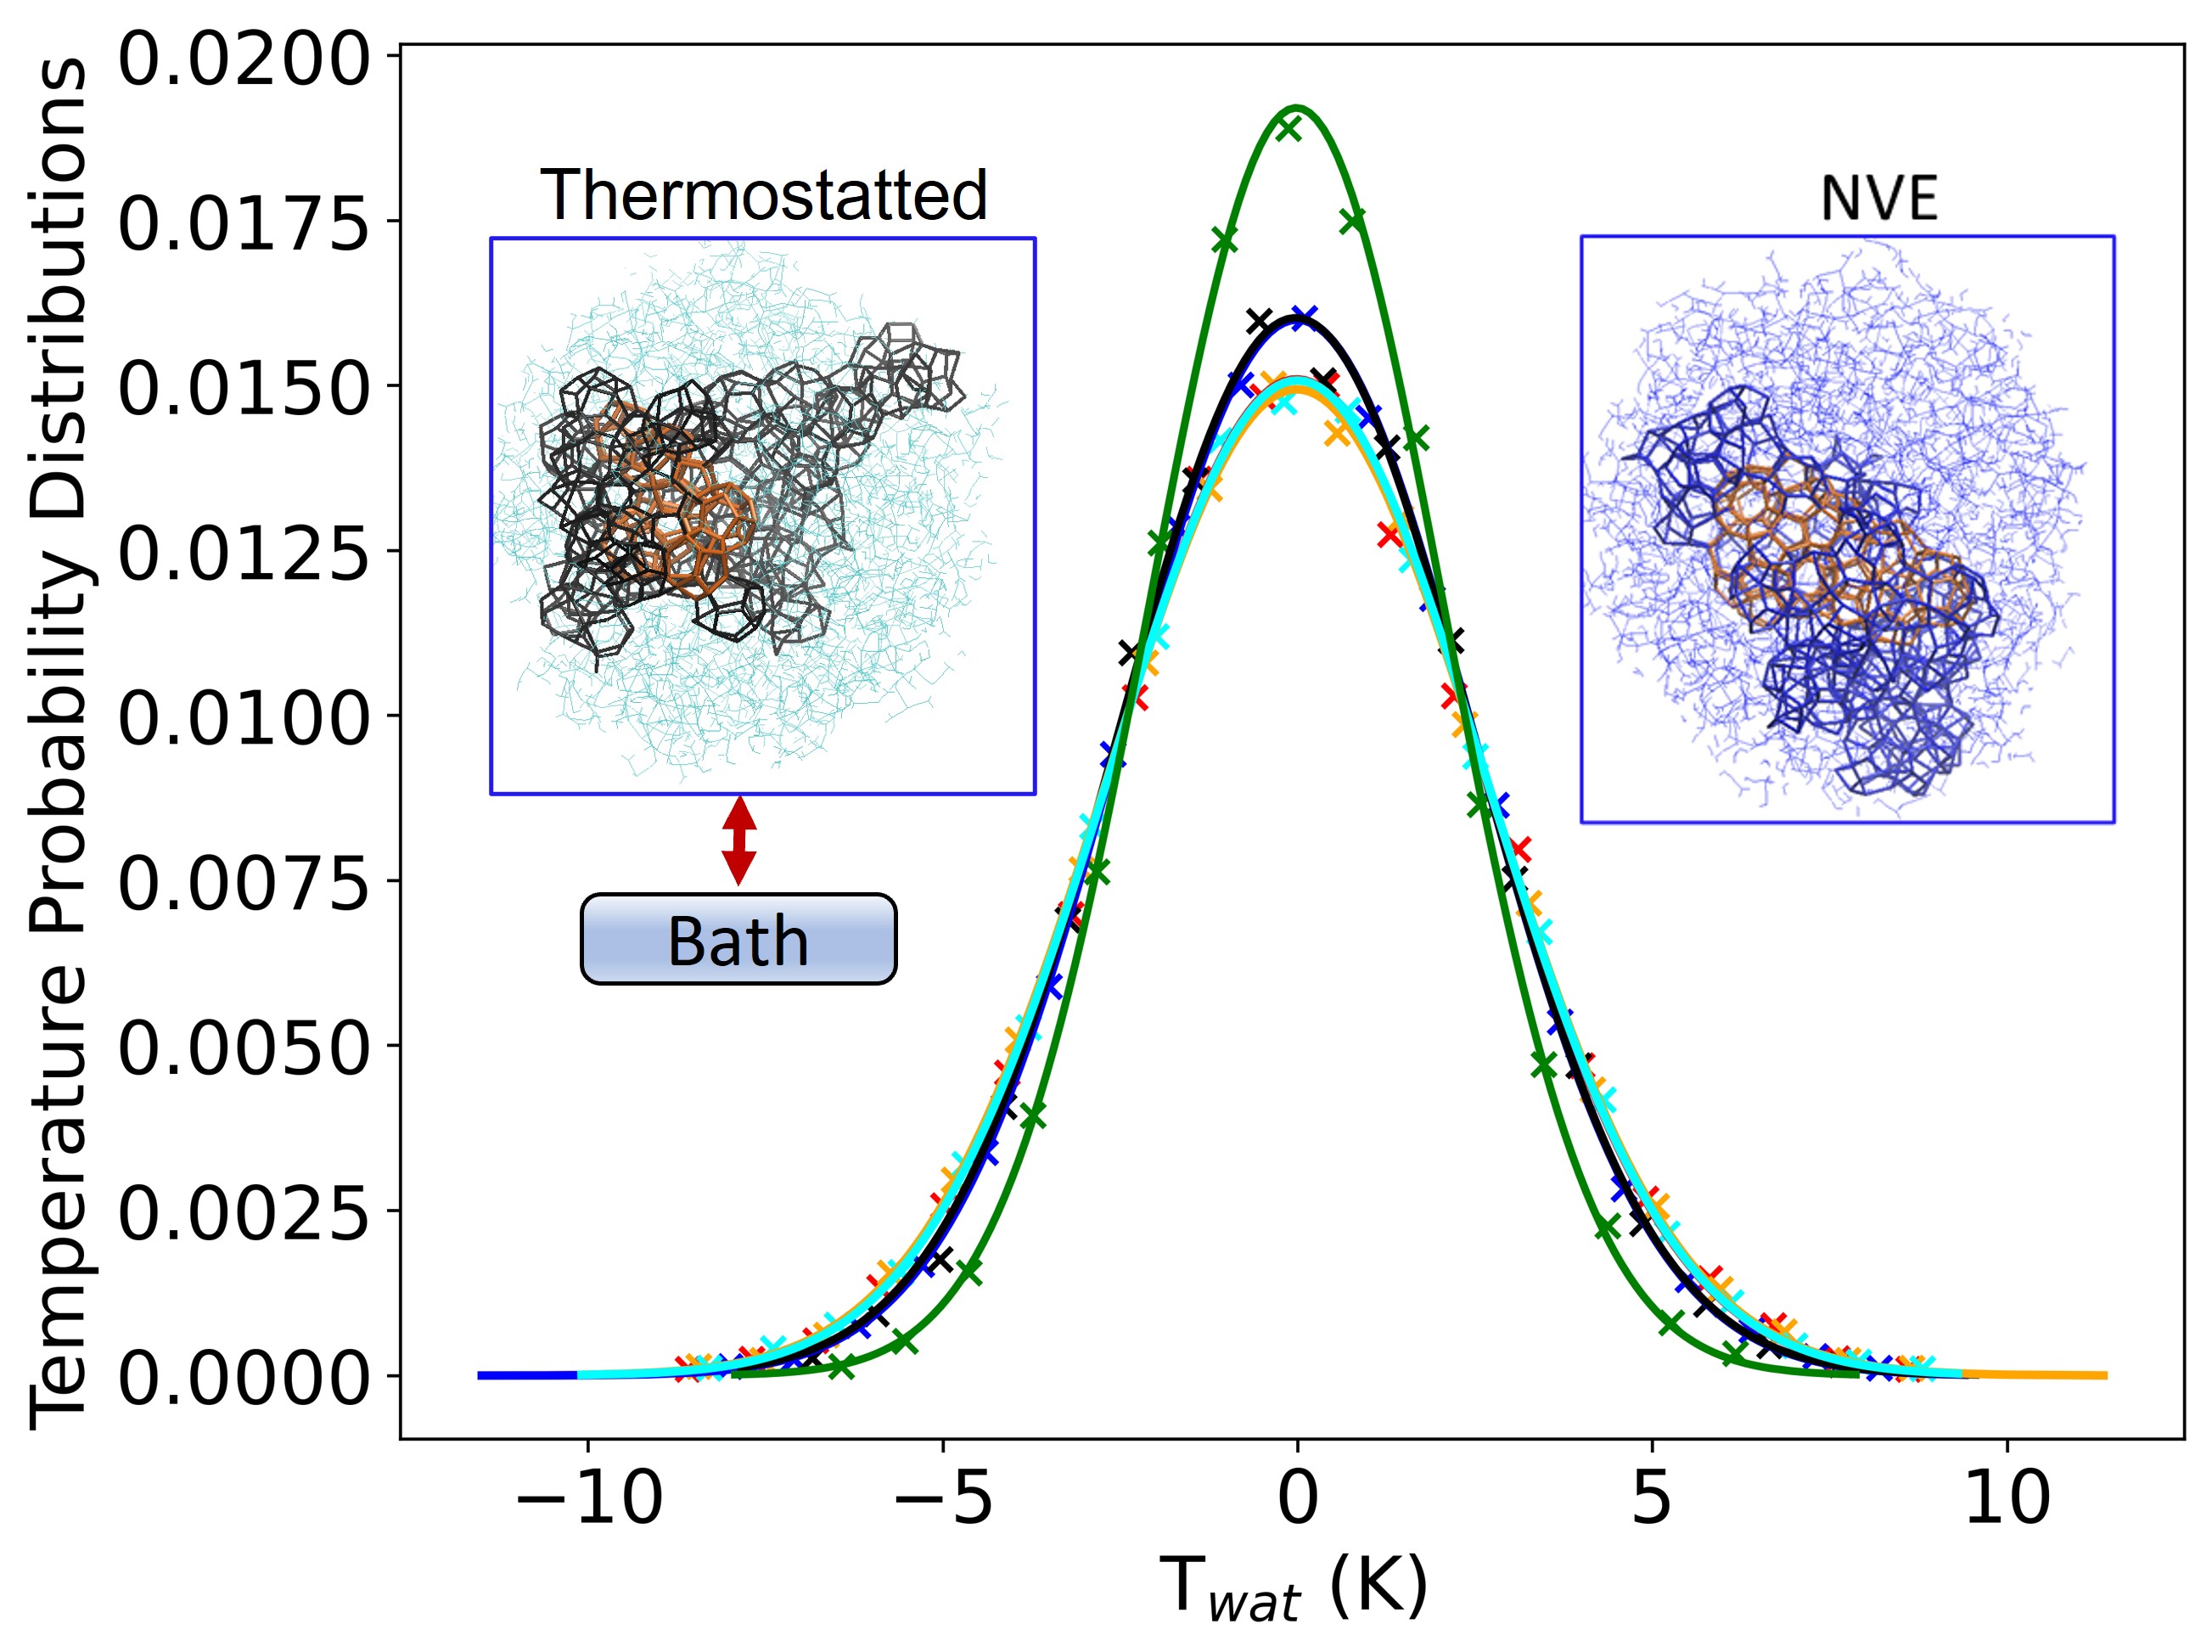 Temperature Probability Distributions
0.0200
0.0175
0.0150
0.0125
0.0100
0.0075
0.0050
0.0025
0.0000
Thermostatted
NVE
Bath
−10
−5
0
5
10
T_wat (K)